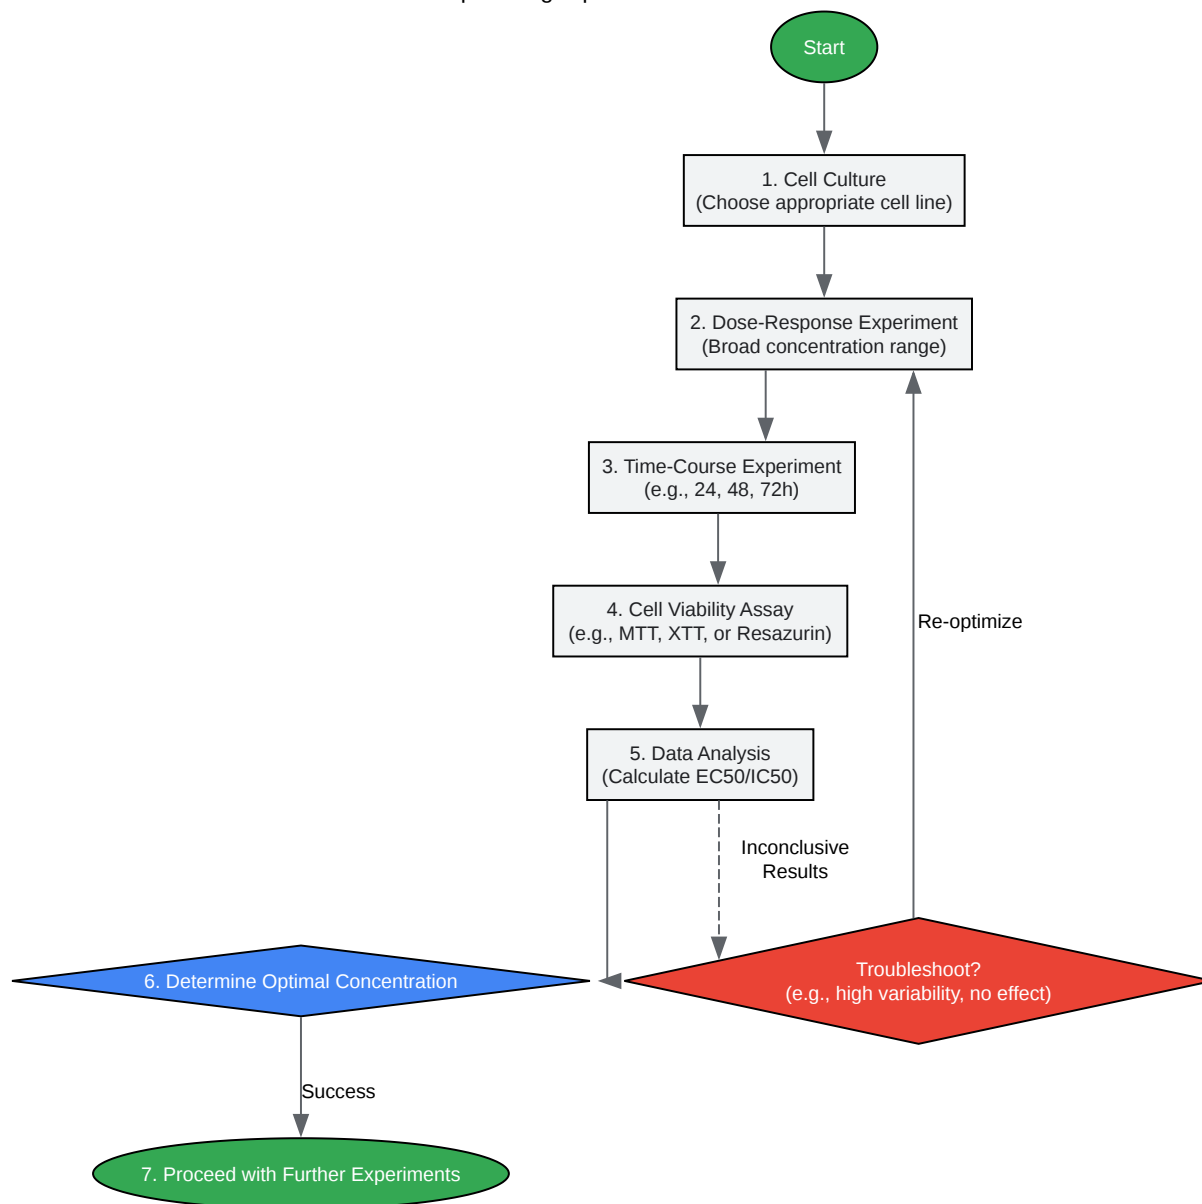 Start
1. Cell Culture
(Choose appropriate cell line)
2. Dose-Response Experiment
(Broad concentration range)
3. Time-Course Experiment
(e.g., 24, 48, 72h)
4. Cell Viability Assay
(e.g., MTT, XTT, or Resazurin)
Re-optimize
5. Data Analysis
(Calculate EC50/IC50)
Inconclusive
Results
6. Determine Optimal Concentration
Troubleshoot?
(e.g., high variability, no effect)
Success
7. Proceed with Further Experiments